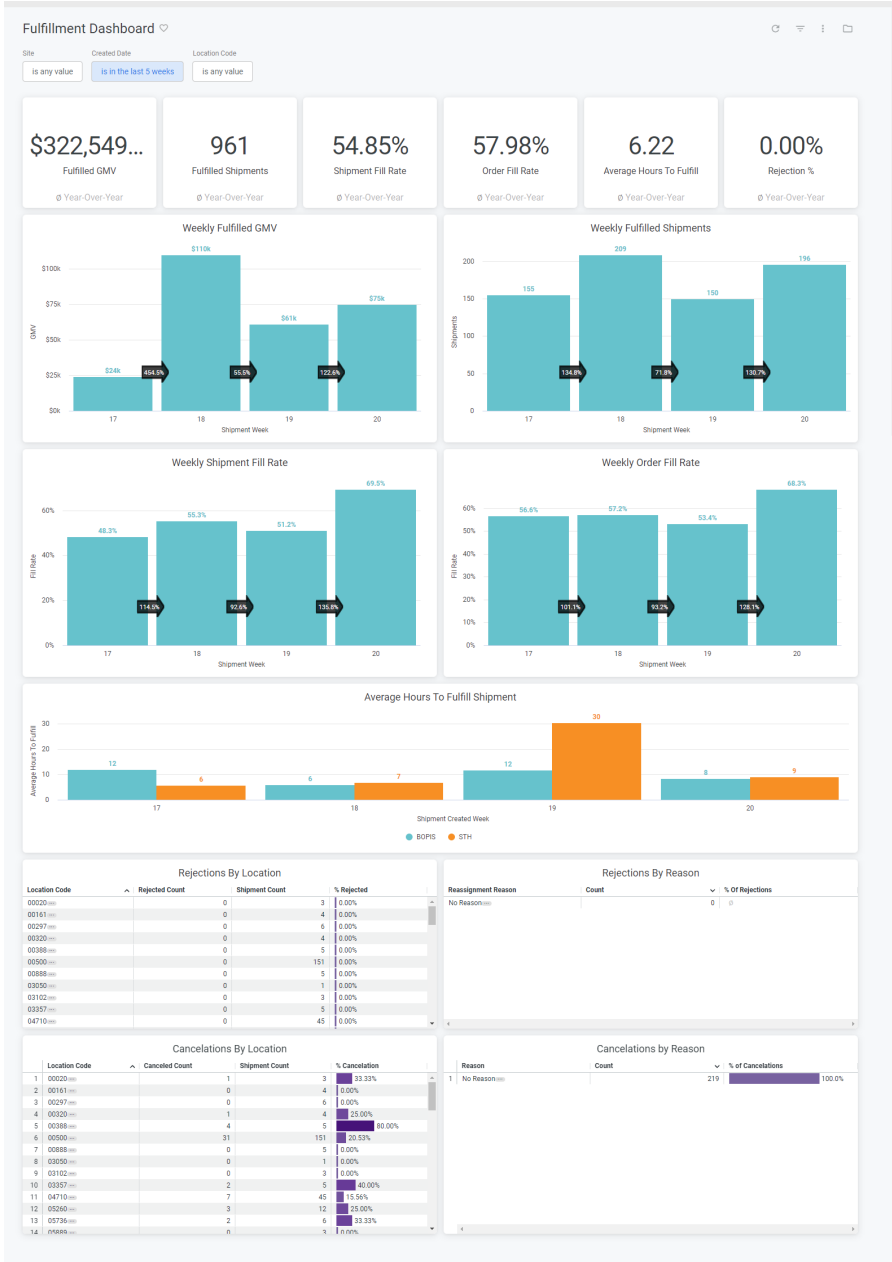 Fulfillment Dashboard
Site Created Date Location Code
is any value is in the last 5 weeks is any value
$322,549... 961 54.85% 57.98% 6.22 0.00%
Fulfilled GMV Fulfilled Shipments Shipment Fill Rate Order Fill Rate Average Hours To Fulfill Rejection %
Ø Year-Over-Year Ø Year-Over-Year Ø Year-Over-Year Ø Year-Over-Year Ø Year-Over-Year Ø Year-Over-Year
Weekly Fulfilled GMV
$110k
$100k
$75k
$75k
$61k
GMV
$50k
$25k
$24k
454.5% 55.5% 122.6%
$0k
17 18 19 20
Shipment Week
Weekly Fulfilled Shipments
209
200
196
155
150
150
Shipments
100
134.8% 71.8% 130.7%
50
0
17 18 19 20
Shipment Week
Weekly Shipment Fill Rate
69.5%
60%
55.3%
51.2%
48.3%
40%
Fill Rate
20%
114.5% 92.6% 135.8%
0%
17 18 19 20
Shipment Week
Weekly Order Fill Rate
68.3%
60%
56.6% 57.2% 53.4%
50%
40%
Fill Rate
30%
20%
101.1% 93.2% 128.1%
10%
0%
17 18 19 20
Shipment Week
Average Hours To Fulfill Shipment
Average Hours To Fulfill
30
30
20
12 6 6 7 12 8 9
10
0
17 18 19 20
Shipment Created Week
BOPIS STH
Rejections By Location
Location Code Rejected Count Shipment Count % Rejected
00020 0 3 0.00%
00161 0 4 0.00%
00297 0 6 0.00%
00320 0 4 0.00%
00388 0 5 0.00%
00500 0 151 0.00%
00888 0 5 0.00%
03050 0 1 0.00%
03102 0 3 0.00%
03357 0 5 0.00%
04710 0 45 0.00%
Rejections By Reason
Reassignment Reason Count % Of Rejections
No Reason 0 0
Cancelations By Location
Location Code Canceled Count Shipment Count % Cancelation
1 00020 1 3 33.33%
2 00161 0 4 0.00%
3 00297 0 6 0.00%
4 00320 1 4 25.00%
5 00388 4 5 80.00%
6 00500 31 151 20.53%
7 00888 0 5 0.00%
8 03050 0 1 0.00%
9 03102 0 3 0.00%
10 03357 2 5 40.00%
11 04710 7 45 15.56%
12 05260 3 12 25.00%
13 05736 2 6 33.33%
14 05889 0 3 0.00%
Cancelations by Reason
Reason Count % of Cancelations
1 No Reason 219 100.0%